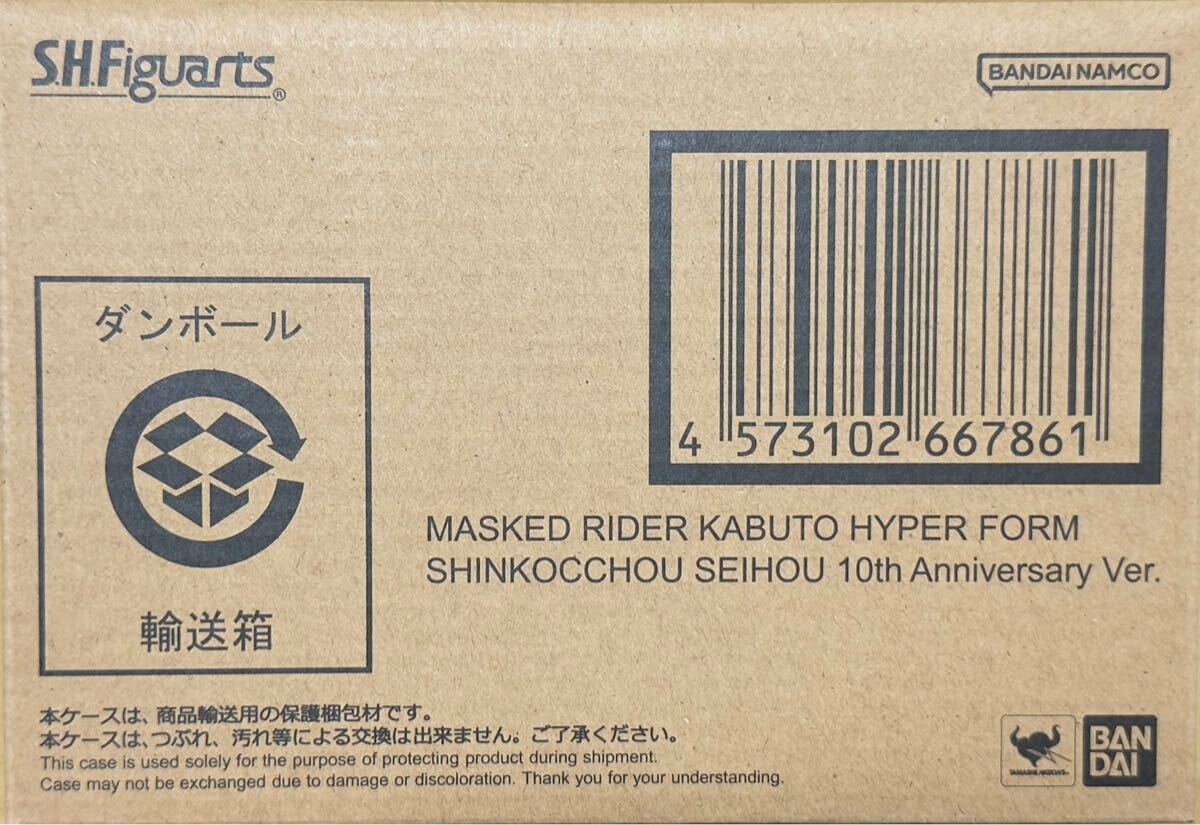 S.H.Figuarts®
BANDAI NAMCO
4 573102 667861
ダンボール
輸送箱
MASKED RIDER KABUTO HYPER FORM
SHINKOCCHOU SEIHOU 10th Anniversary Ver.
本ケースは、商品輸送用の保護梱包材です。
本ケースは、つぶれ、汚れ等による交換は出来ません。ご了承ください。
This case is used solely for the purpose of protecting product during shipment.
Case may not be exchanged due to damage or discoloration. Thank you for your understanding.
TAMASHII NATIONS
BAN
DAI